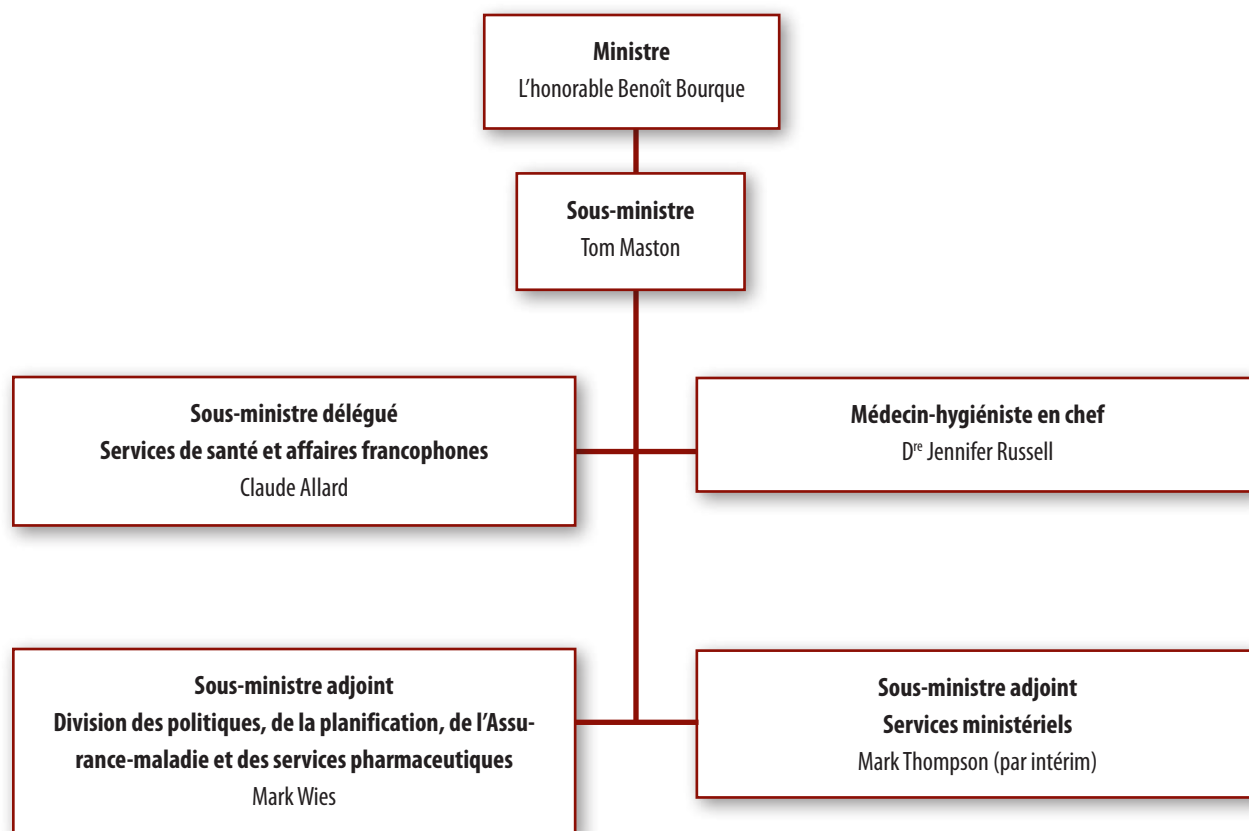 Ministre
L'honorable Benoît Bourque
Sous-ministre
Tom Maston
Sous-ministre délégué
Services de santé et affaires francophones
Claude Allard
Médecin-hygiéniste en chef
Dre Jennifer Russell
Sous-ministre adjoint
Division des politiques, de la planification, de l'Assu-
rance-maladie et des services pharmaceutiques
Mark Wies
Sous-ministre adjoint
Services ministériels
Mark Thompson (par intérim)